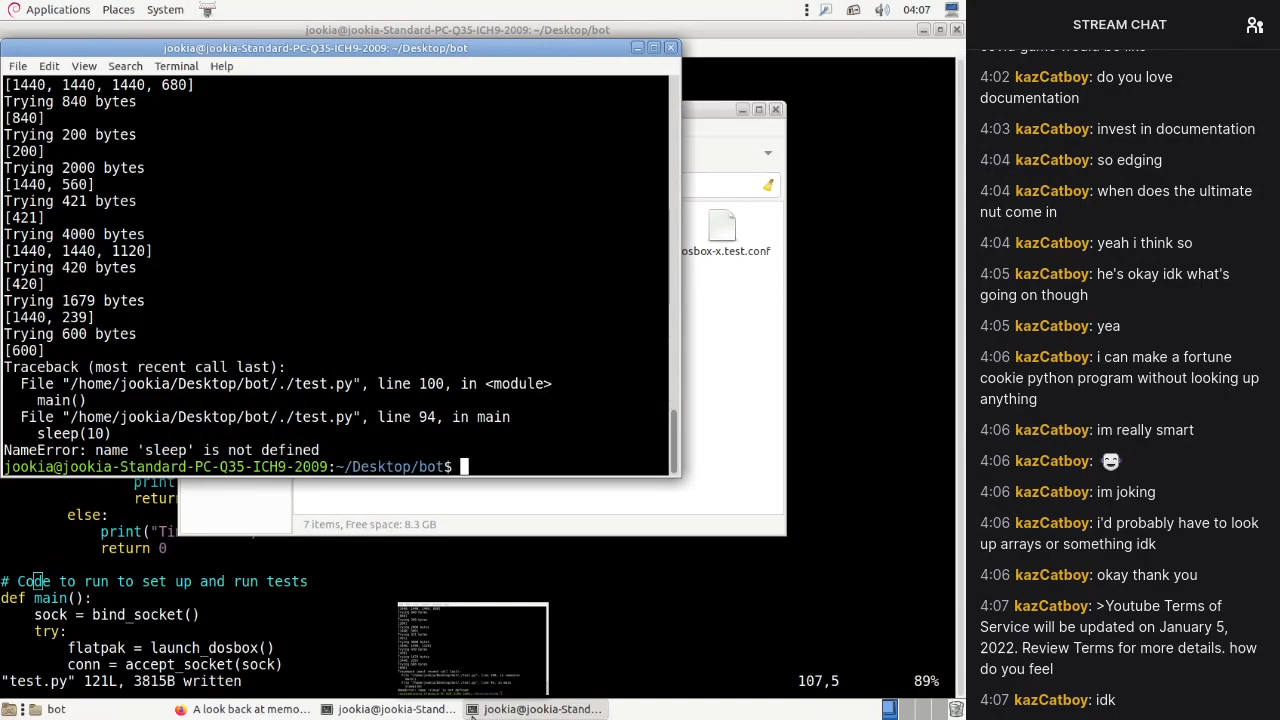 Applications Places System
04:07
jookia@jookia-Standard-PC-Q35-ICH9-2009: ~/Desktop/bot
jookia@jookia-Standard-PC-Q35-ICH9-2009: ~/Desktop/bot
File Edit View Search Terminal Help
[1440, 1440, 1440, 680]
Trying 840 bytes
[840]
Trying 200 bytes
[200]
Trying 2000 bytes
[1440, 560]
Trying 421 bytes
[421]
Trying 4000 bytes
[1440, 1440, 1120]
Trying 420 bytes
[420]
Trying 1679 bytes
[1440, 239]
Trying 600 bytes
[600]
Traceback (most recent call last):
File "/home/jookia/Desktop/bot/./test.py", line 100, in <module>
main()
File "/home/jookia/Desktop/bot/./test.py", line 94, in main
sleep(10)
NameError: name 'sleep' is not defined
jookia@jookia-Standard-PC-Q35-ICH9-2009:~/Desktop/bot$
osbox-x.test.conf
7 items, Free space: 8.3 GB
print
return
else:
print("Ti
return 0
# Code to run to set up and run tests
def main():
sock = bind_socket()
try:
flatpak = launch_dosbox()
conn = accept_socket(sock)
"test.py" 121L, 3815B written
107,5
89%
bot
A look back at memo...
jookia@jookia-Stand...
jookia@jookia-Stand...
STREAM CHAT
4:02 kazCatboy: do you love
documentation
4:03 kazCatboy: invest in documentation
4:04 kazCatboy: so edging
4:04 kazCatboy: when does the ultimate
nut come in
4:04 kazCatboy: yeah i think so
4:05 kazCatboy: he's okay idk what's
going on though
4:05 kazCatboy: yea
4:06 kazCatboy: i can make a fortune
cookie python program without looking up
anything
4:06 kazCatboy: im really smart
4:06 kazCatboy:
4:06 kazCatboy: im joking
4:06 kazCatboy: i'd probably have to look
up arrays or something idk
4:06 kazCatboy: okay thank you
4:07 kazCatboy: youtube Terms of
Service will be updated on January 5,
2022. Review Terms for more details. how
do you feel
4:07 kazCatboy: idk